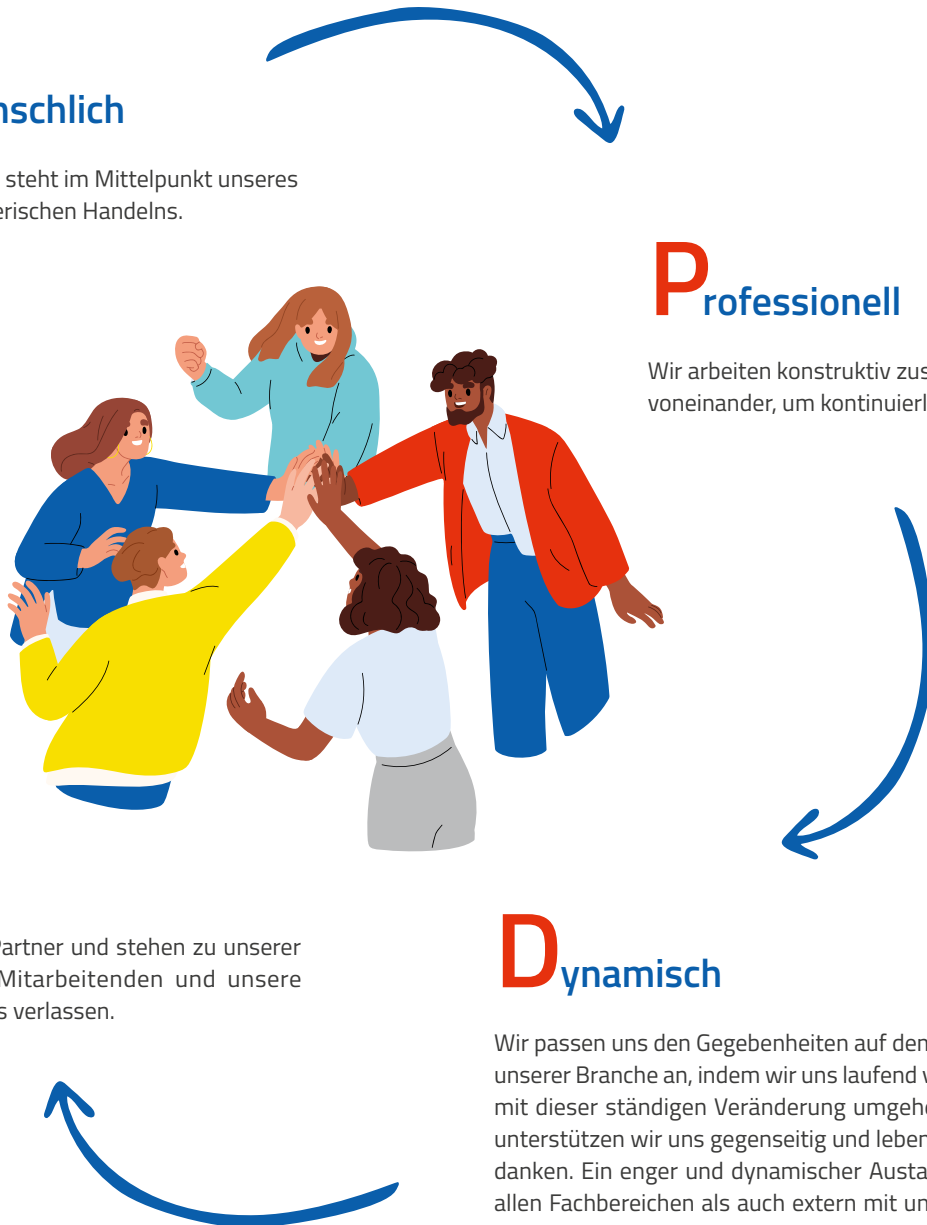 nschlich
steht im Mittelpunkt unseres
erischen Handelns.
Professionell
Wir arbeiten konstruktiv zus
voneinander, um kontinuierl
Partner und stehen zu unserer
Mitarbeitenden und unsere
s verlassen.
Dynamisch
Wir passen uns den Gegebenheiten auf den
unserer Branche an, indem wir uns laufend v
mit dieser ständigen Veränderung umgehe
unterstützen wir uns gegenseitig und leben
danken. Ein enger und dynamischer Austa
allen Fachbereichen als auch extern mit un